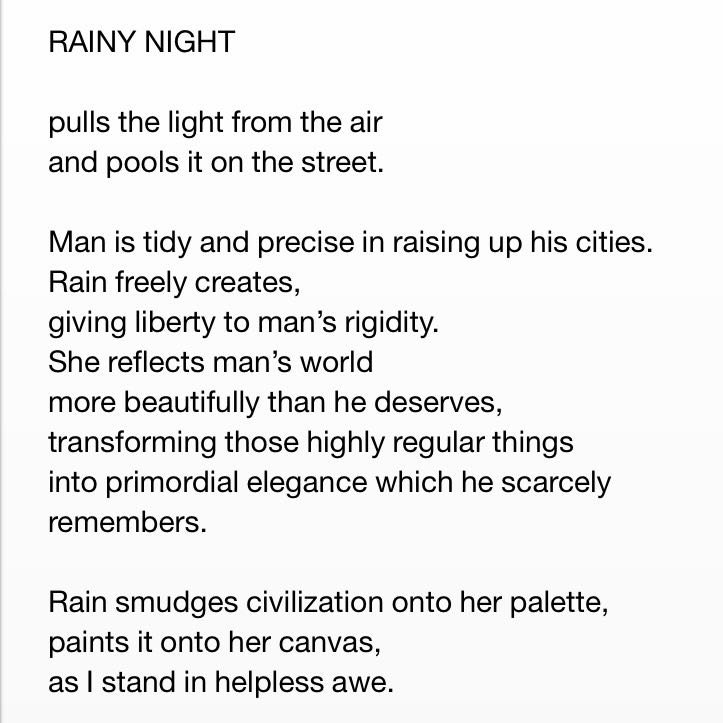 RAINY NIGHT
pulls the light from the air
and pools it on the street.
Man is tidy and precise in raising up his cities.
Rain freely creates,
giving liberty to man’s rigidity.
She reflects man’s world
more beautifully than he deserves,
transforming those highly regular things
into primordial elegance which he scarcely
remembers.
Rain smudges civilization onto her palette,
paints it onto her canvas,
as I stand in helpless awe.